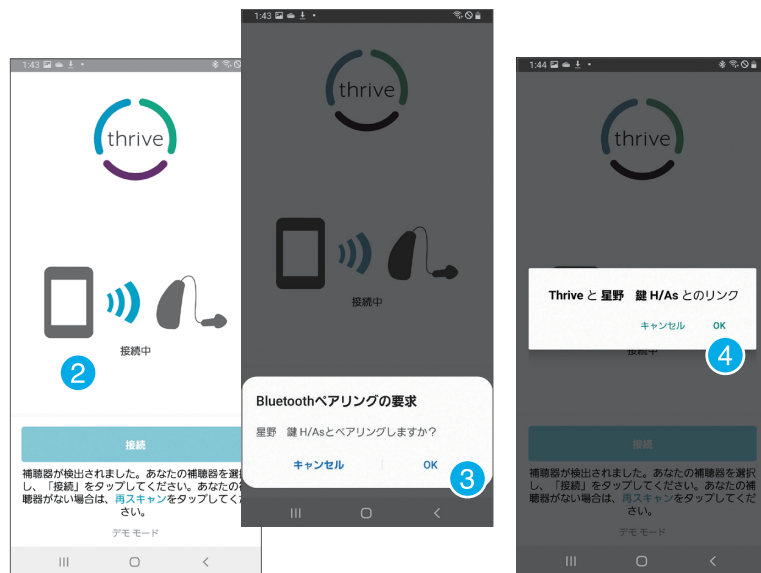 1:43
thrive
接続中
2
接続
補聴器が検出されました。あなたの補聴器を選
し、「接続」をタップしてください。あなたの
聴器がない場合は、再スキャンをタップしてく
さい。
デモ モード
1:43
thrive
接続中
Bluetoothペアリングの要求
星野 鍵 H/Asとペアリングしますか?
キャンセル
OK
3
1:44
thrive
Thrive と 星野 鍵 H/As とのリンク
キャンセル
OK
4
接続中
接続
補聴器が検出されました。あなたの補聴器を選択
し、「接続」をタップしてください。あなたの補
聴器がない場合は、再スキャンをタップしてくだ
さい。
デモ モード